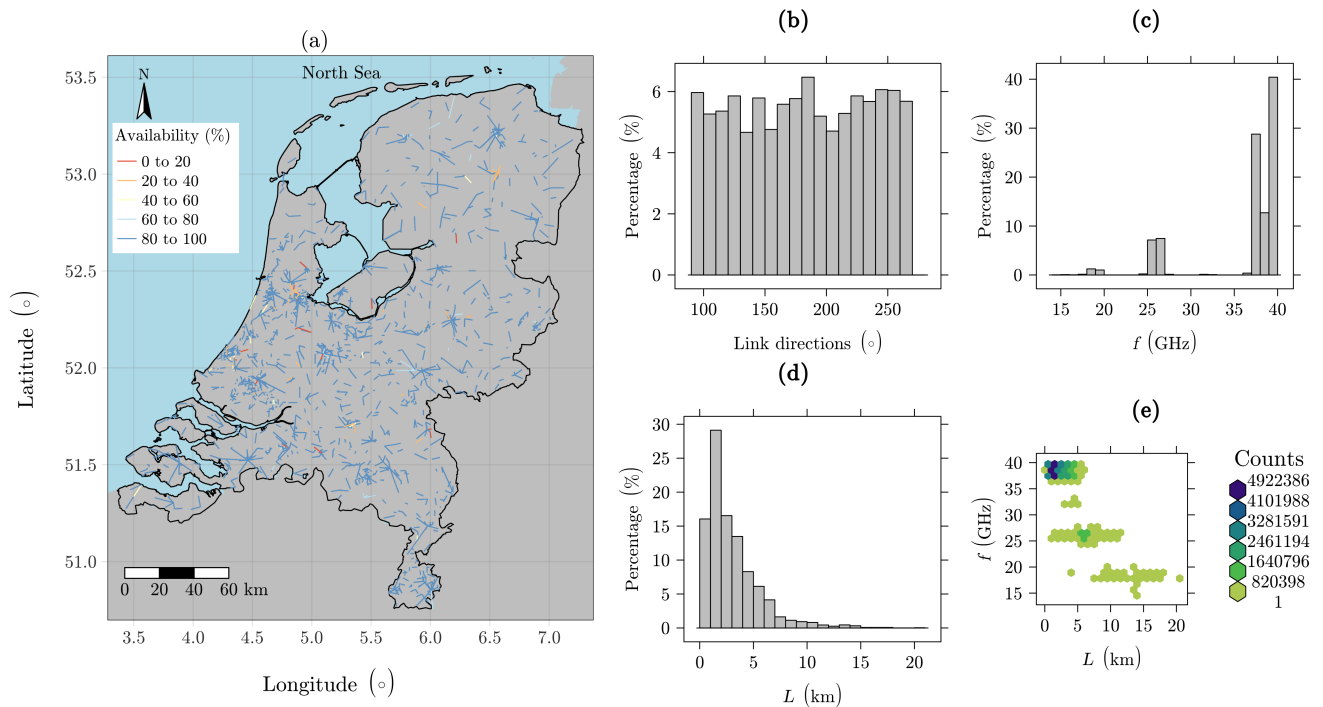 (a)
North Sea
N
Availability (%)
0 to 20
20 to 40
40 to 60
60 to 80
80 to 100
53.5
53.0
52.5
52.0
51.5
51.0
Latitude (°)
0 20 40 60 km
3.5 4.0 4.5 5.0 5.5 6.0 6.5 7.0
Longitude (°)
(b)
Percentage (%)
6
4
2
0
100 150 200 250
Link directions (°)
(c)
Percentage (%)
40
30
20
10
0
15 20 25 30 35 40
f (GHz)
(d)
Percentage (%)
30
25
20
15
10
5
0
0 5 10 15 20
L (km)
(e)
f (GHz)
40
35
30
25
20
15
0 5 10 15 20
L (km)
Counts
4922386
4101988
3281591
2461194
1640796
820398
1